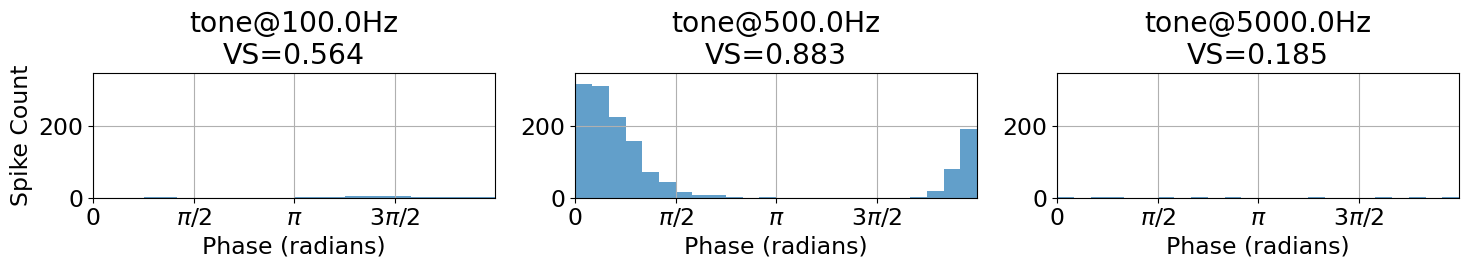 tone@100.0Hz
VS=0.564
tone@500.0Hz
VS=0.883
tone@5000.0Hz
VS=0.185
Spike Count
200
0
0 π/2 π 3π/2
Phase (radians)
200
0
0 π/2 π 3π/2
Phase (radians)
200
0
0 π/2 π 3π/2
Phase (radians)